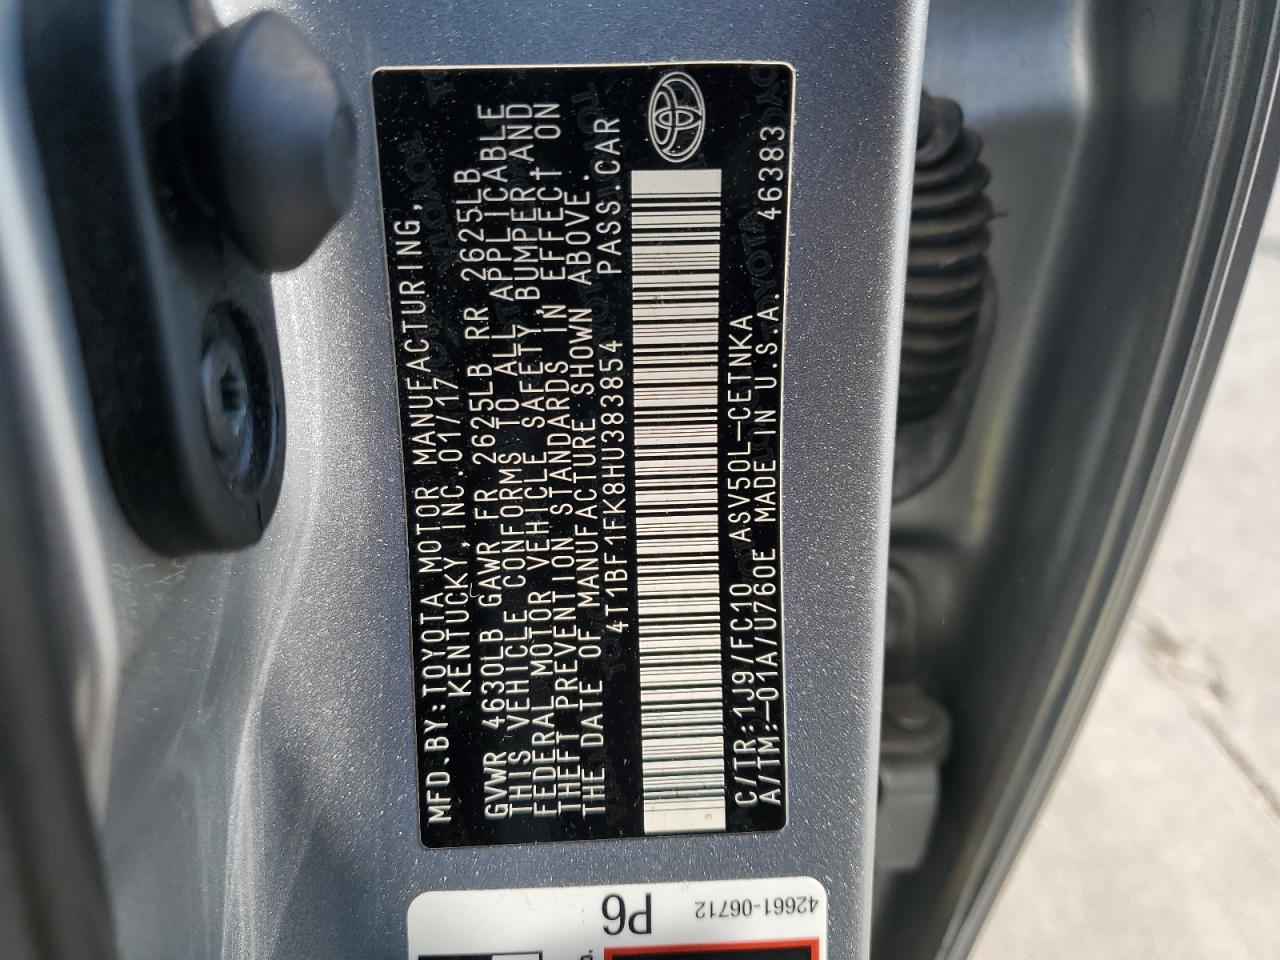 MFD.BY:TOYOTA MOTOR MANUFACTURING,
KENTUCKY,INC.01/17
GVWR 4630LB GAWR FR 2625LB RR 2625LB
THIS VEHICLE CONFORMS TO ALL APPLICABLE
FEDERAL MOTOR VEHICLE SAFETY,BUMPER,AND
THEFT PREVENTION STANDARDS IN EFFECT ON
THE DATE OF MANUFACTURE SHOWN ABOVE.
4T1BF1FK8HU383854 PASS.CAR
C/TR:1J9/FC10 ASV50L-CETNKA
A/TM:-01A/U760E MADE IN U.S.A. 46383
P6
42661-06712